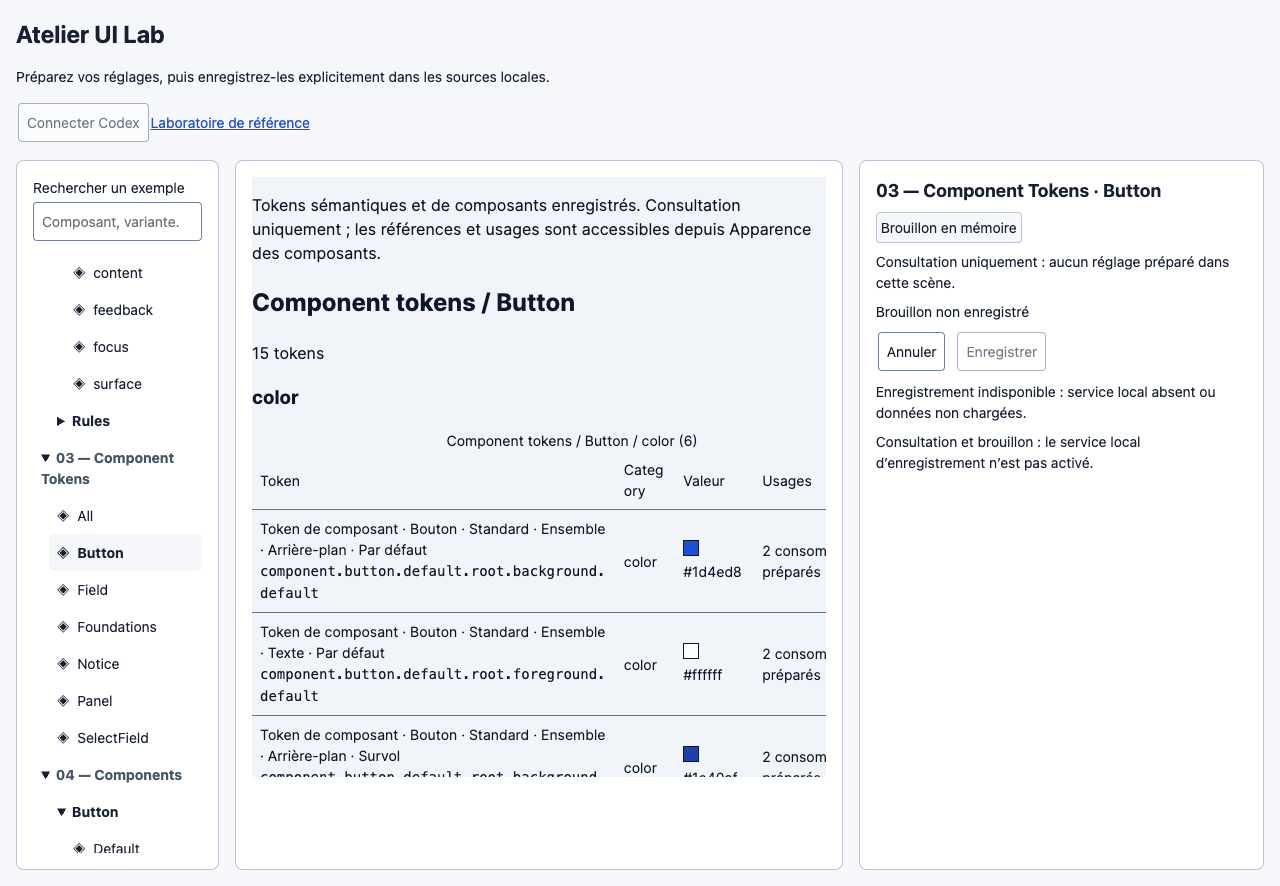 Atelier UI Lab
Préparez vos réglages, puis enregistrez-les explicitement dans les sources locales.
Connecter Codex Laboratoire de référence
Rechercher un exemple
Composant, variante.
content
feedback
focus
surface
Rules
03 — Component
Tokens
All
Button
Field
Foundations
Notice
Panel
SelectField
04 — Components
Button
Default
Tokens sémantiques et de composants enregistrés. Consultation
uniquement ; les références et usages sont accessibles depuis Apparence
des composants.
Component tokens / Button
15 tokens
color
Component tokens / Button / color (6)
Token Categ
ory Valeur Usages
Token de composant · Bouton · Standard · Ensemble
· Arrière-plan · Par défaut
component.button.default.root.background.
default
color
#1d4ed8
2 consom
préparés
Token de composant · Bouton · Standard · Ensemble
· Texte · Par défaut
component.button.default.root.foreground.
default
color
#ffffff
2 consom
préparés
Token de composant · Bouton · Standard · Ensemble
· Arrière-plan · Survol
component.button.default.root.background.
color
#1e40af
2 consom
préparés
03 — Component Tokens · Button
Brouillon en mémoire
Consultation uniquement : aucun réglage préparé dans
cette scène.
Brouillon non enregistré
Annuler Enregistrer
Enregistrement indisponible : service local absent ou
données non chargées.
Consultation et brouillon : le service local
d’enregistrement n’est pas activé.